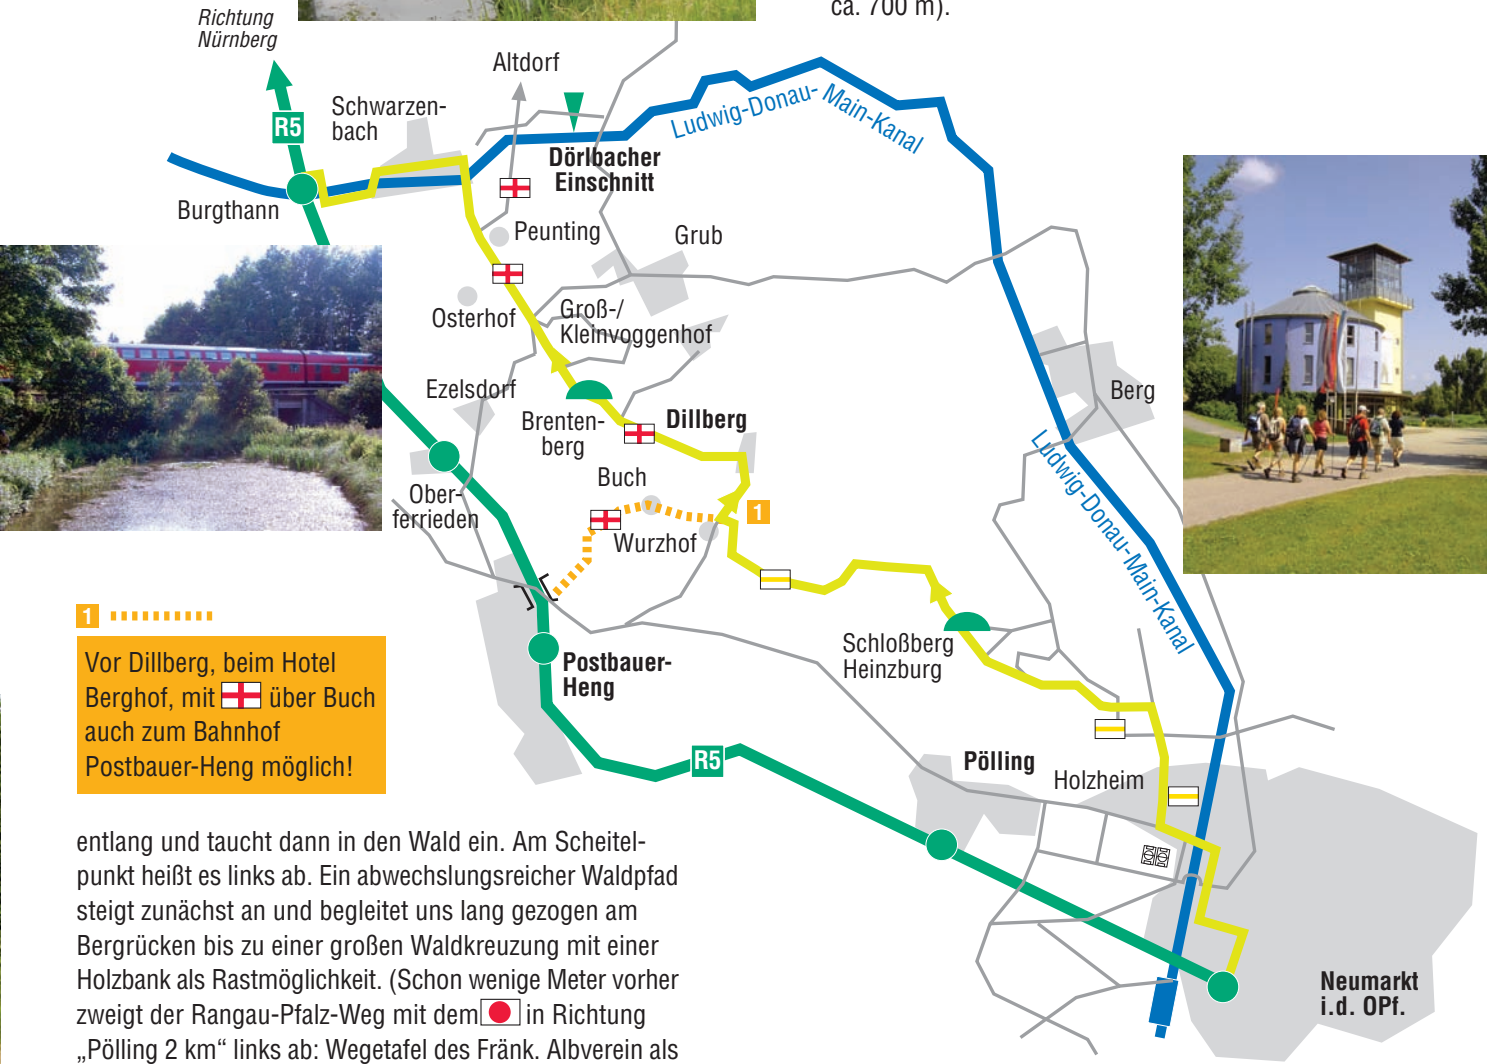 ca. 700 m).
Richtung
Nürnberg
Altdorf
Schwarzen-
bach
R5
Ludwig-Donau-Main-Kanal
Dörlbacher
Einschnitt
Burgthann
Peunting
Grub
Osterhof
Groß-/
Kleinvoggenhof
Ezelsdorf
Berg
Brenten-
berg
Dillberg
Buch
Ober-
ferrieden
1
Wurzhof
Ludwig-Donau-Main-Kanal
1
Vor Dillberg, beim Hotel
Berghof, mit über Buch
auch zum Bahnhof
Postbauer-Heng möglich!
Schloßberg
Heinzburg
Postbauer-
Heng
R5
Pölling
Holzheim
Neumarkt
i.d. OPf.
entlang und taucht dann in den Wald ein. Am Scheitel-
punkt heißt es links ab. Ein abwechslungsreicher Waldpfad
steigt zunächst an und begleitet uns lang gezogen am
Bergrücken bis zu einer großen Waldkreuzung mit einer
Holzbank als Rastmöglichkeit. (Schon wenige Meter vorher
zweigt der Rangau-Pfalz-Weg mit dem in Richtung
„Pölling 2 km“ links ab: Wegetafel des Fränk. Albverein als